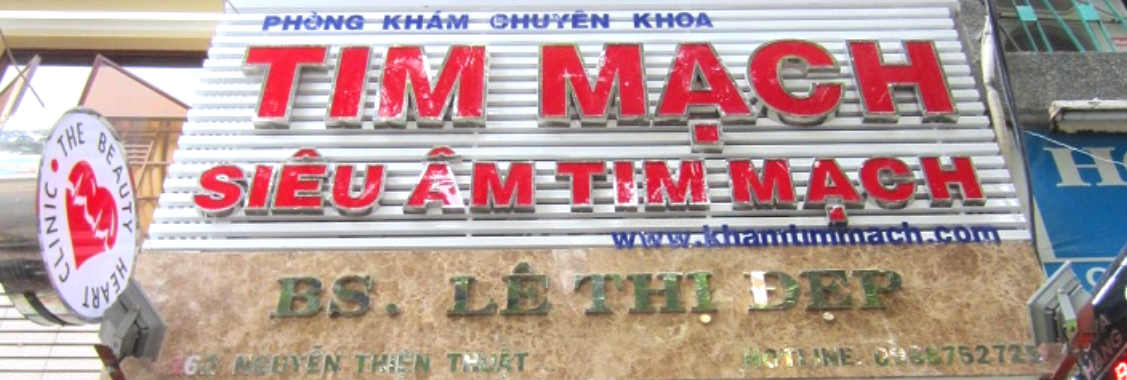 PHÒNG KHÁM CHUYÊN KHOA
TIM MẠCH
SIÊU ÂM TIM MẠCH
www.khamtimmach.com
THE BEAUTY HEART CLINIC
BS. LÊ THỊ ĐẸP
162 NGUYỄN THIỆN THUẬT
HOTLINE: